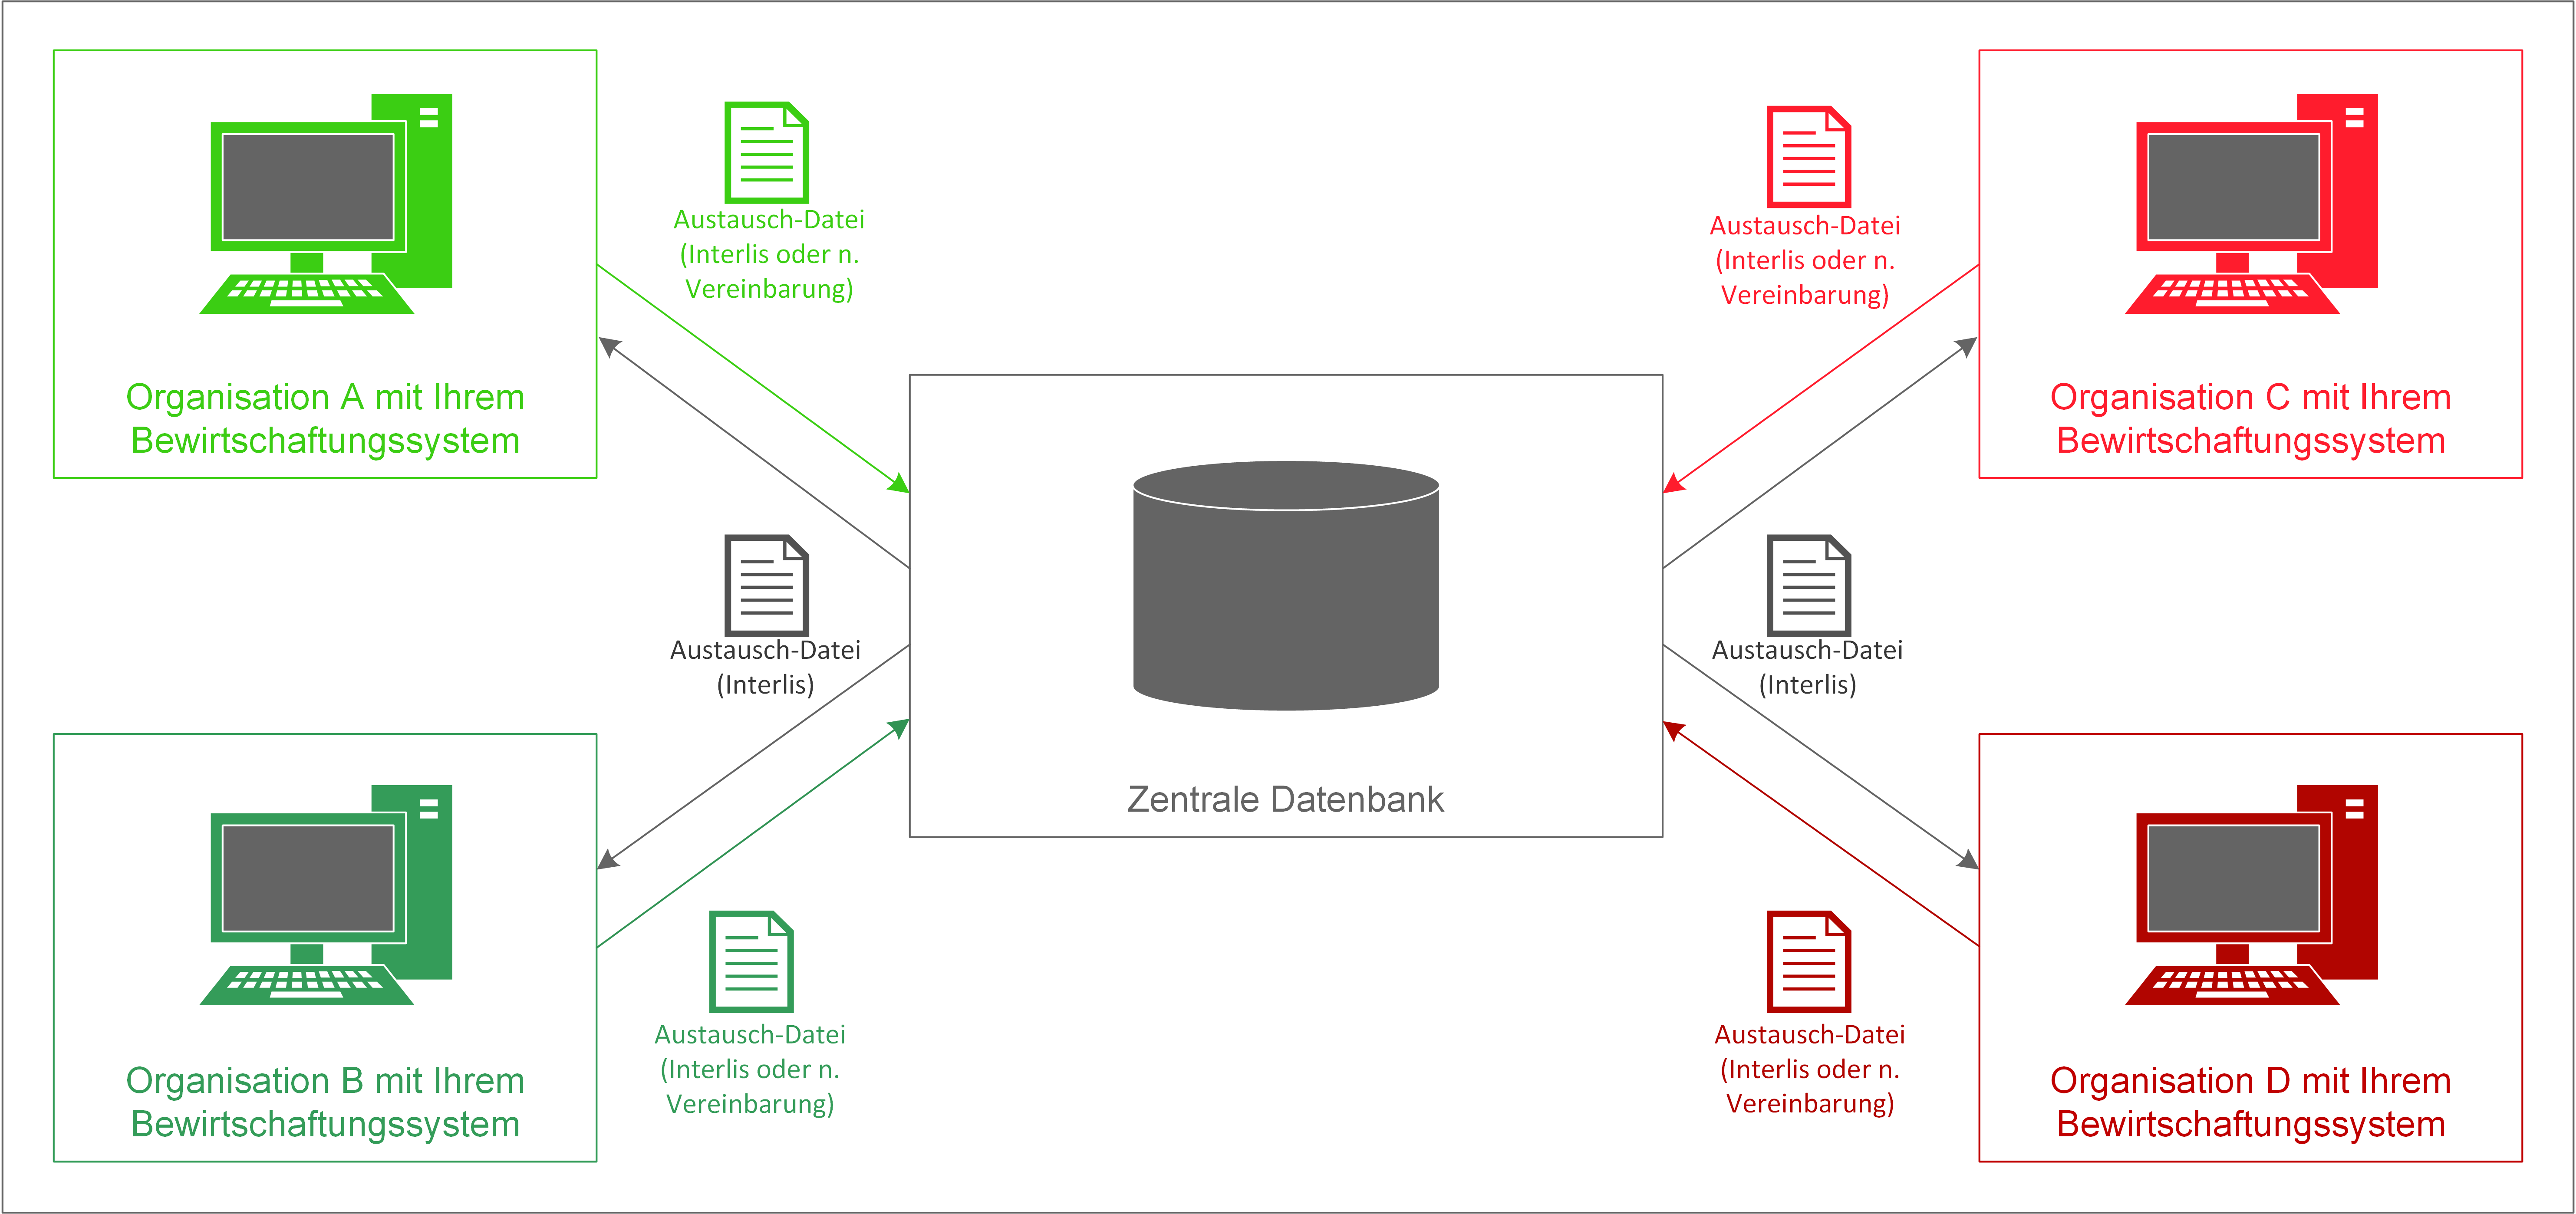 Austausch-Datei
(Interlis oder n.
Vereinbarung)
Organisation A mit Ihrem
Bewirtschaftungssystem
Austausch-Datei
(Interlis oder n.
Vereinbarung)
Organisation C mit Ihrem
Bewirtschaftungssystem
Austausch-Datei
(Interlis)
Zentrale Datenbank
Austausch-Datei
(Interlis)
Organisation B mit Ihrem
Bewirtschaftungssystem
Austausch-Datei
(Interlis oder n.
Vereinbarung)
Austausch-Datei
(Interlis oder n.
Vereinbarung)
Organisation D mit Ihrem
Bewirtschaftungssystem